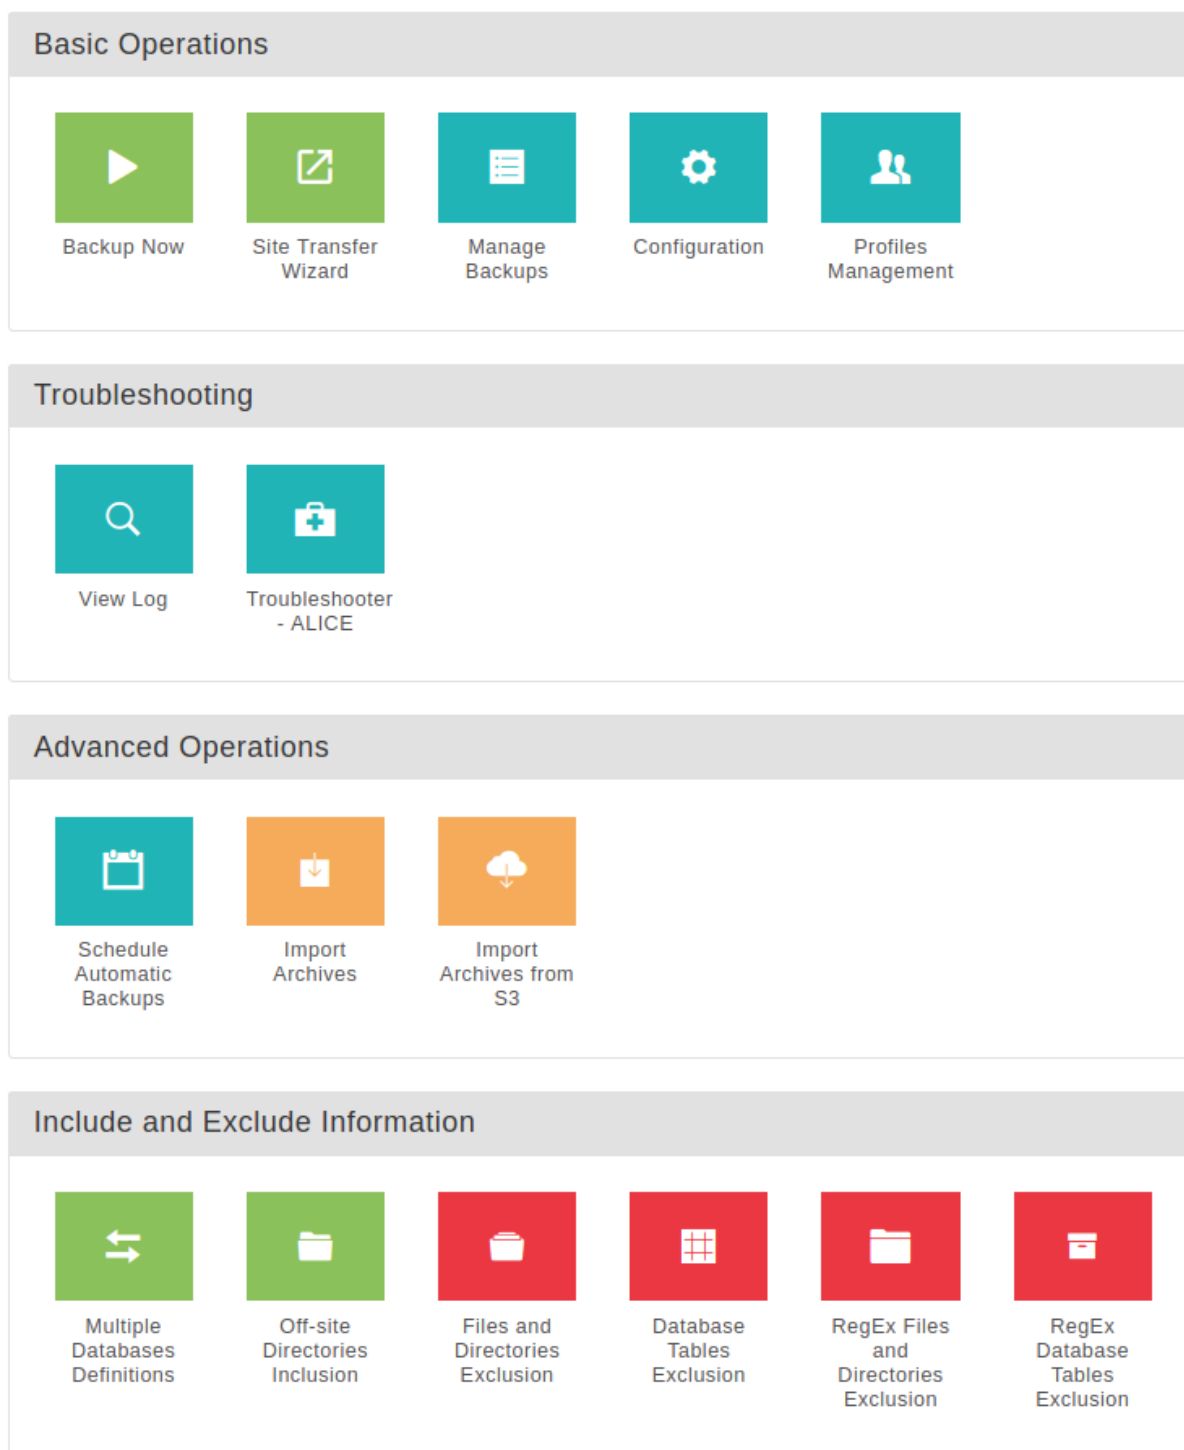 Basic Operations
Backup Now
Site Transfer
Wizard
Manage
Backups
Configuration
Profiles
Management
Troubleshooting
View Log
Troubleshooter
- ALICE
Advanced Operations
Schedule
Automatic
Backups
Import
Archives
Import
Archives from
S3
Include and Exclude Information
Multiple
Databases
Definitions
Off-site
Directories
Inclusion
Files and
Directories
Exclusion
Database
Tables
Exclusion
RegEx Files
and
Directories
Exclusion
RegEx
Database
Tables
Exclusion